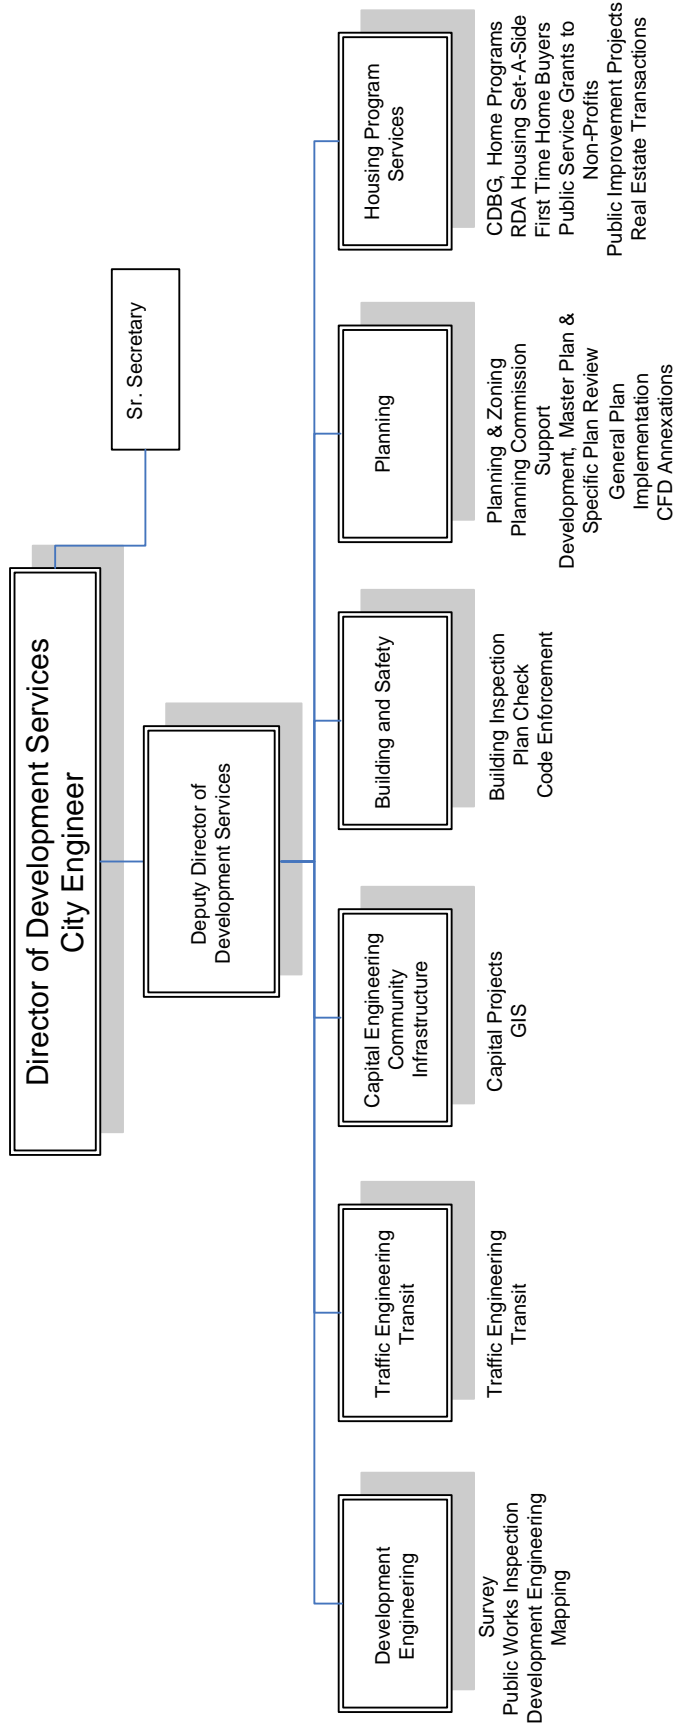 Director of Development Services
City Engineer
Sr. Secretary
Deputy Director of
Development Services
Development
Engineering
Survey
Public Works Inspection
Development Engineering
Mapping
Traffic Engineering
Transit
Traffic Engineering
Transit
Capital Engineering
Community
Infrastructure
Capital Projects
GIS
Building and Safety
Building Inspection
Plan Check
Code Enforcement
Planning
Planning & Zoning
Planning Commission
Support
Development, Master Plan &
Specific Plan Review
General Plan
Implementation
CFD Annexations
Housing Program
Services
CDBG, Home Programs
RDA Housing Set-A-Side
First Time Home Buyers
Public Service Grants to
Non-Profits
Public Improvement Projects
Real Estate Transactions